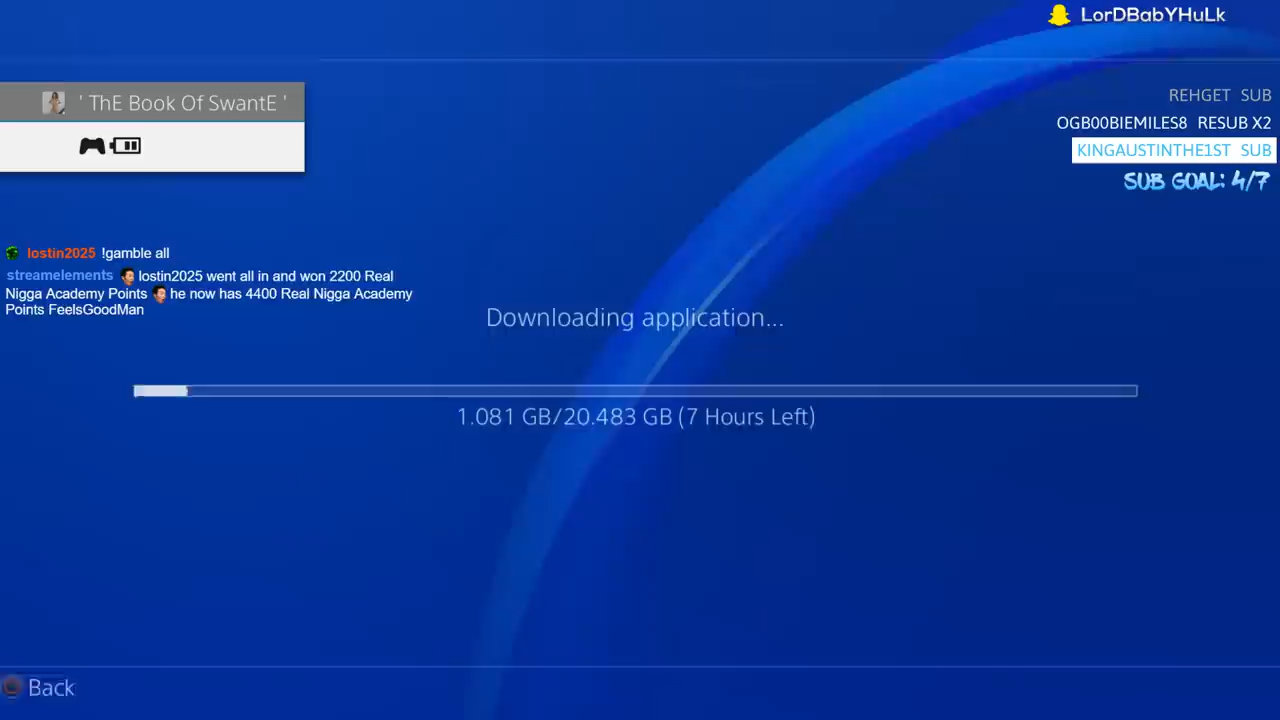 LorDBabYHuLk
' ThE Book Of SwantE '
REHGET SUB
OGB00BIEMILES8 RESUB X2
KINGAUSTINTHE1ST SUB
SUB GOAL: 4/7
lostin2025 !gamble all
streamelements lostin2025 went all in and won 2200 Real
Nigga Academy Points he now has 4400 Real Nigga Academy
Points FeelsGoodMan
Downloading application...
1.081 GB/20.483 GB (7 Hours Left)
Back